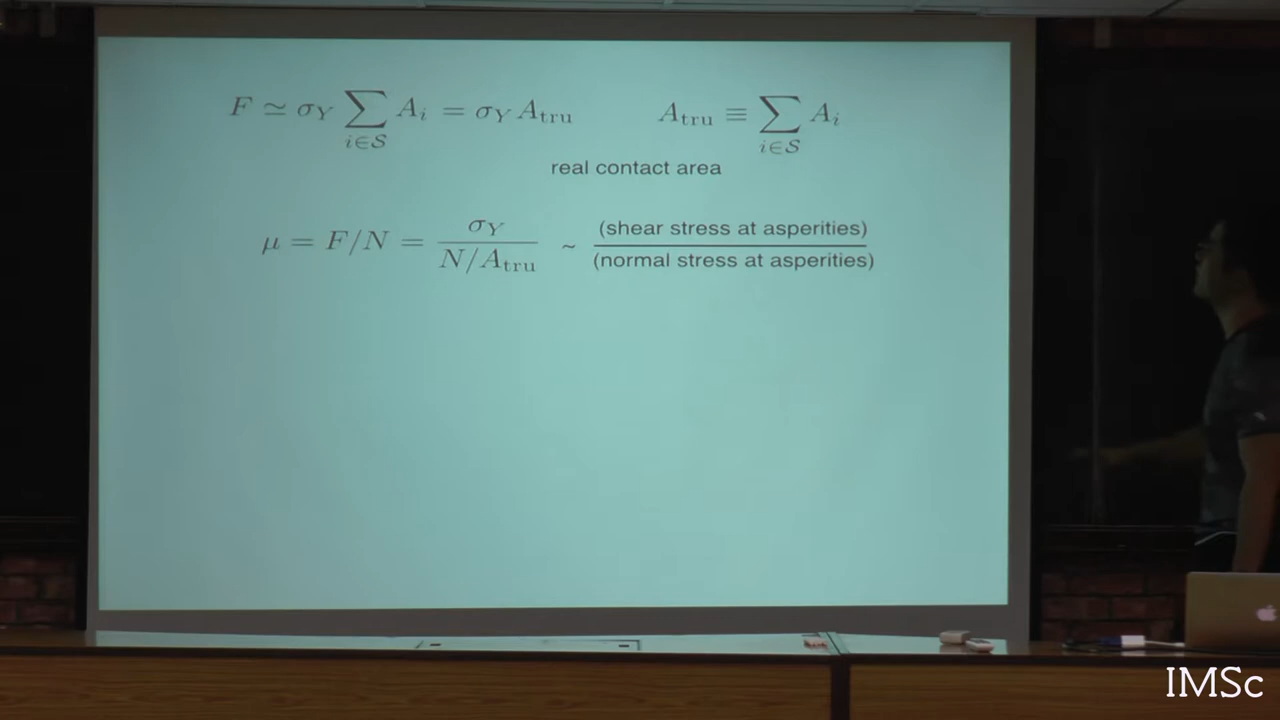 F ≃ σ_Y ∑_{i∈𝒮} A_i = σ_Y A_tru    A_tru ≡ ∑_{i∈𝒮} A_i
real contact area
μ = F/N = σ_Y / (N/A_tru) ~ (shear stress at asperities) / (normal stress at asperities)
IMSc